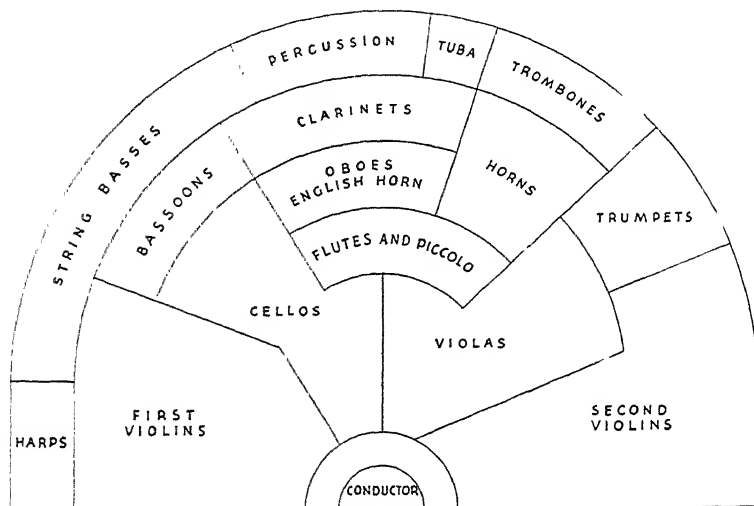 PERCUSSION
TUBA
TROMBONES
CLARINETS
STRING BASSES
BASSOONS
OBOES
ENGLISH HORN
HORNS
TRUMPETS
FLUTES AND PICCOLO
CELLOS
VIOLAS
HARPS
FIRST
VIOLINS
SECOND
VIOLINS
CONDUCTOR